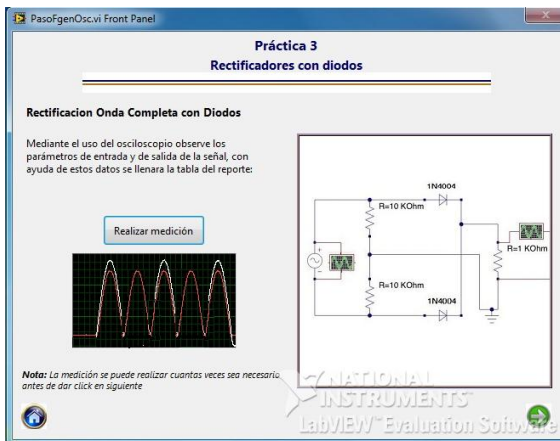 PasoFgenOsc.vi Front Panel
Práctica 3
Rectificadores con diodos
Rectificacion Onda Completa con Diodos
Mediante el uso del osciloscopio observe los
parámetros de entrada y de salida de la señal, con
ayuda de estos datos se llenara la tabla del reporte:
Realizar medición
1N4004
R=10 KOhm
R=1 KOhm
R=10 KOhm
1N4004
Nota: La medición se puede realizar cuantas veces sea necesario
antes de dar click en siguiente
NATIONAL
INSTRUMENTS
LabVIEW Evaluation Software